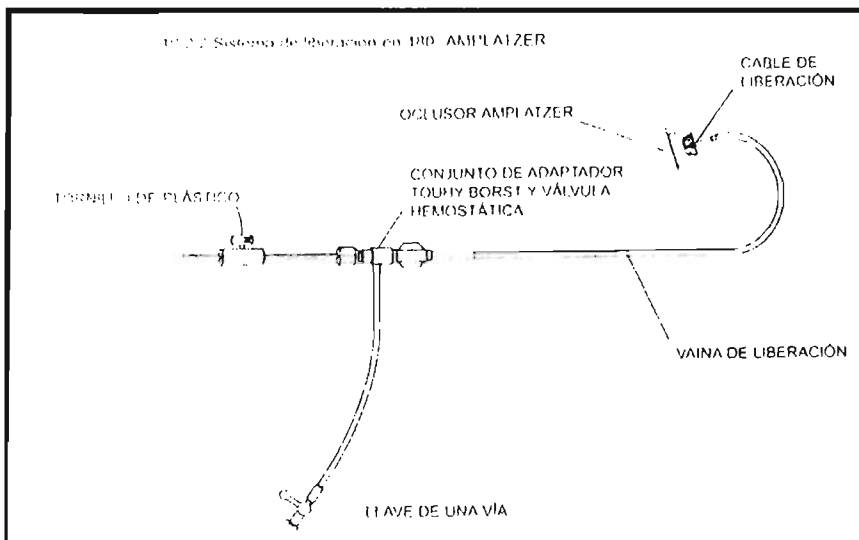 Sistema de liberación en 180° AMPLATZER
CABLE DE
LIBERACIÓN
OCLUSOR AMPLATZER
CONJUNTO DE ADAPTADOR
TOUHY BORST Y VÁLVULA
HEMOSTÁTICA
TORNILLO DE PLÁSTICO
VAINA DE LIBERACIÓN
LLAVE DE UNA VÍA